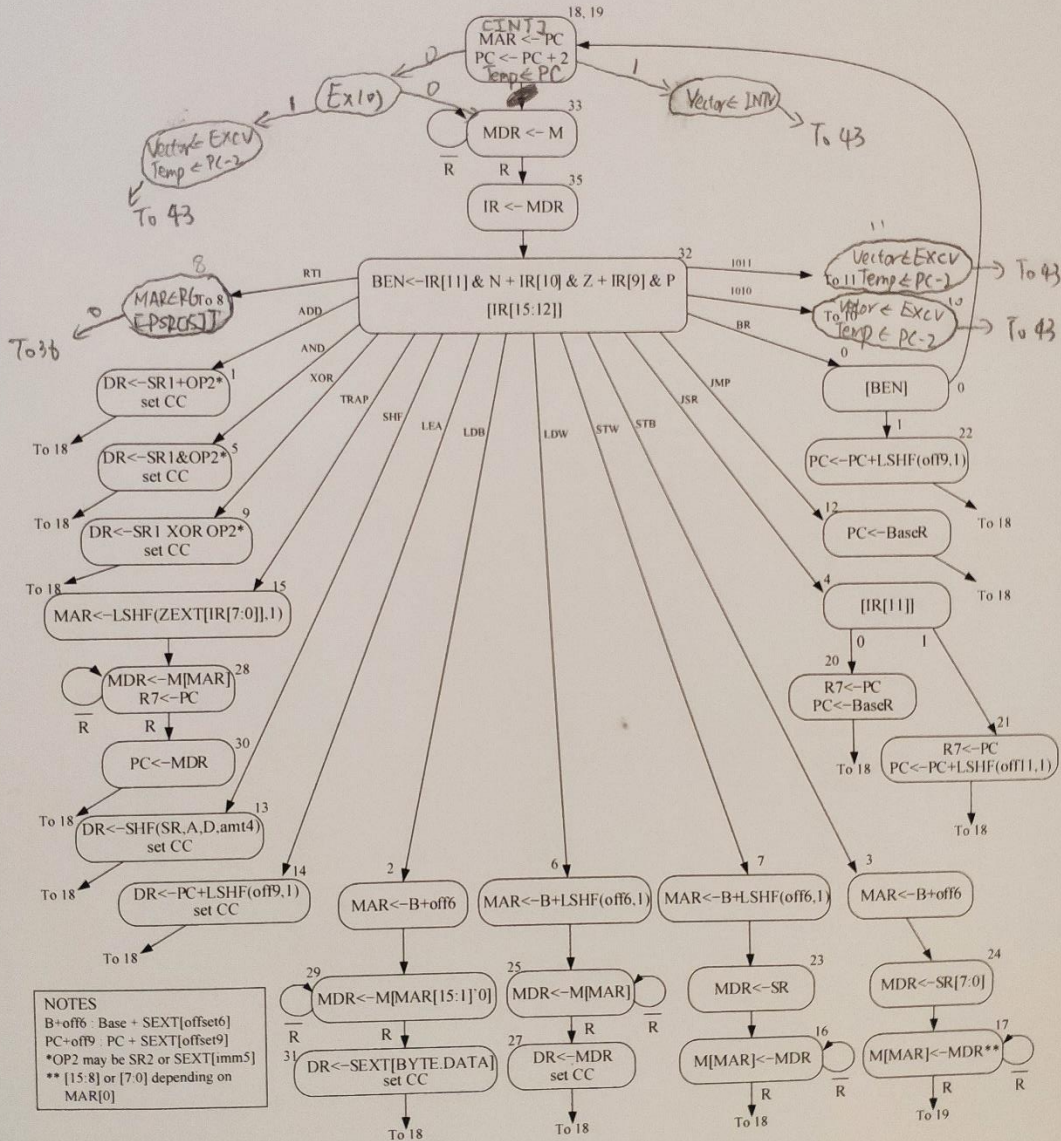 18, 19
[INT]
MAR <- PC
PC <- PC + 2
Temp ← PC
0
1
Ex(0)
0
1
Vector ← INTV
To 43
33
MDR <- M
R̅
R
Vector ← EXCV
Temp ← PC-2
To 43
35
IR <- MDR
32
BEN<-IR[11] & N + IR[10] & Z + IR[9] & P
[IR[15:12]]
RTI
ADD
AND
XOR
TRAP
SHF
LEA
LDB
LDW
STW
STB
JSR
JMP
BR
1010
1011
11
To 11
Vector ← EXCV
Temp ← PC-2
To 43
10
To 10
Vector ← EXCV
Temp ← PC-2
To 43
8
To 8
[PSR[15]]
0
To 36
1
DR<-SR1+OP2*
set CC
To 18
5
DR<-SR1&OP2*
set CC
To 18
9
DR<-SR1 XOR OP2*
set CC
To 18
15
MAR<-LSHF(ZEXT[IR[7:0]],1)
28
MDR<-M[MAR]
R7<-PC
R̅
R
30
PC<-MDR
To 18
13
DR<-SHF(SR,A,D,amt4)
set CC
To 18
14
DR<-PC+LSHF(off9,1)
set CC
To 18
0
[BEN]
0
1
22
PC<-PC+LSHF(off9,1)
To 18
12
PC<-BaseR
To 18
4
[IR[11]]
0
1
20
R7<-PC
PC<-BaseR
To 18
21
R7<-PC
PC<-PC+LSHF(off11,1)
To 18
2
MAR<-B+off6
6
MAR<-B+LSHF(off6,1)
7
MAR<-B+LSHF(off6,1)
3
MAR<-B+off6
29
MDR<-M[MAR[15:1]'0]
R̅
R
25
MDR<-M[MAR]
R̅
R
23
MDR<-SR
24
MDR<-SR[7:0]
31
DR<-SEXT[BYTE.DATA]
set CC
To 18
27
DR<-MDR
set CC
To 18
16
M[MAR]<-MDR
R̅
R
To 18
17
M[MAR]<-MDR**
R̅
R
To 19
NOTES
B+off6 : Base + SEXT[offset6]
PC+off9 : PC + SEXT[offset9]
*OP2 may be SR2 or SEXT[imm5]
** [15:8] or [7:0] depending on
MAR[0]